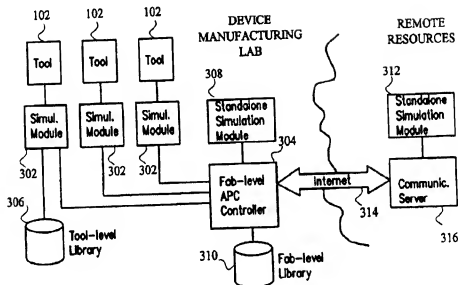 102
102
102
DEVICE
MANUFACTURING
LAB
REMOTE
RESOURCES
Tool
Tool
Tool
308
312
Standalone
Simulation
Module
Standalone
Simulation
Module
Simul.
Module
Simul.
Module
Simul.
Module
304
302
302
302
306
Fab-level
APC
Controller
Internet
314
Communic.
Server
316
Tool-level
Library
310
Fab-level
Library